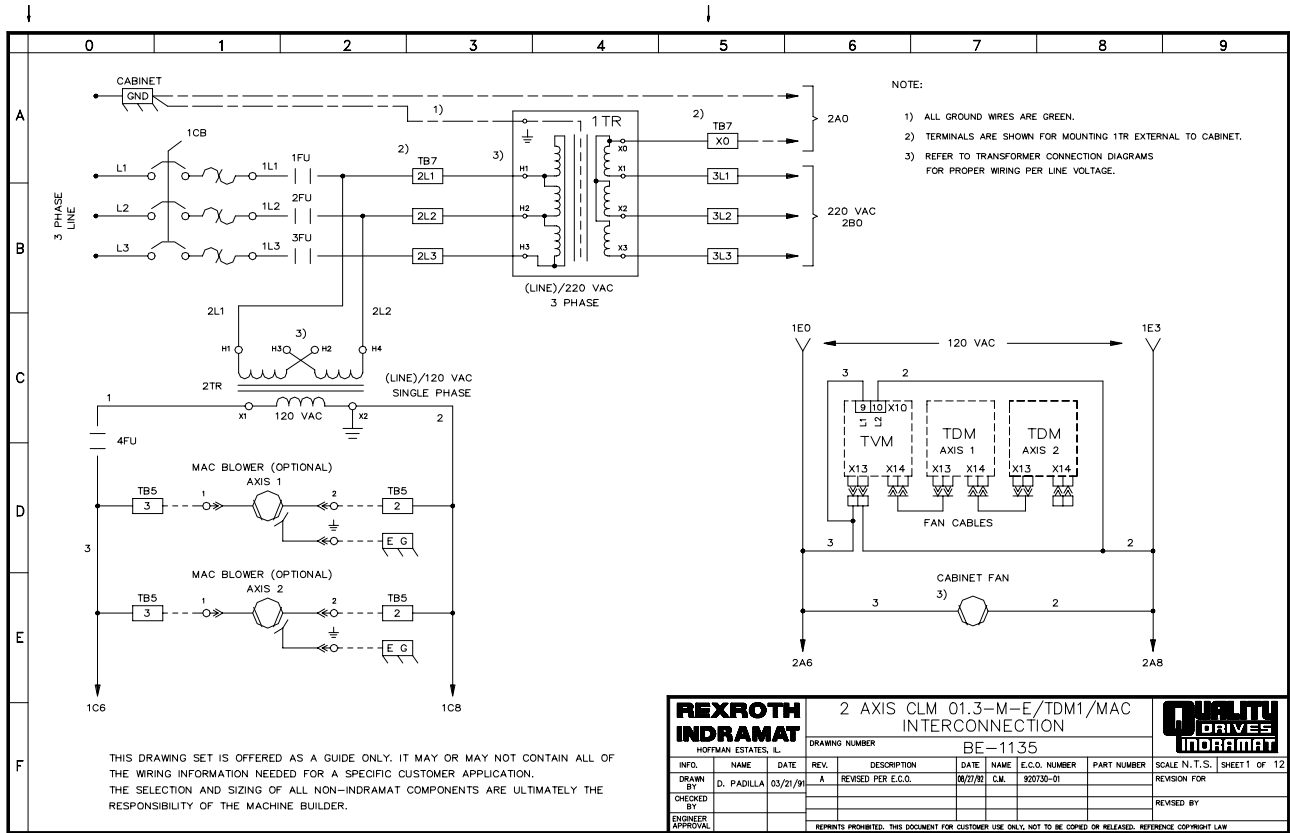 0 1 2 3 4 5 6 7 8 9
A
B
C
D
E
F
CABINET
GND
1)
1CB
L1
L2
L3
3 PHASE
LINE
1L1
1L2
1L3
1FU
2FU
3FU
2)
TB7
2L1
2L2
2L3
3)
1TR
H1
H2
H3
X0
X1
X2
X3
(LINE)/220 VAC
3 PHASE
2)
TB7
X0
3L1
3L2
3L3
2A0
220 VAC
2B0
NOTE:
1) ALL GROUND WIRES ARE GREEN.
2) TERMINALS ARE SHOWN FOR MOUNTING 1TR EXTERNAL TO CABINET.
3) REFER TO TRANSFORMER CONNECTION DIAGRAMS
FOR PROPER WIRING PER LINE VOLTAGE.
2L1
2L2
3)
H1 H3 H2 H4
2TR
(LINE)/120 VAC
SINGLE PHASE
X1 120 VAC X2
1
2
4FU
MAC BLOWER (OPTIONAL)
AXIS 1
TB5
3
1
2
TB5
2
E G
3
MAC BLOWER (OPTIONAL)
AXIS 2
TB5
3
1
2
TB5
2
E G
1C6
1C8
1E0
1E3
120 VAC
3
2
9 10 X10
L1 L2
TVM
X13 X14
TDM
AXIS 1
X13 X14
TDM
AXIS 2
X13 X14
FAN CABLES
3
2
CABINET FAN
3)
3
2
2A6
2A8
THIS DRAWING SET IS OFFERED AS A GUIDE ONLY. IT MAY OR MAY NOT CONTAIN ALL OF
THE WIRING INFORMATION NEEDED FOR A SPECIFIC CUSTOMER APPLICATION.
THE SELECTION AND SIZING OF ALL NON-INDRAMAT COMPONENTS ARE ULTIMATELY THE
RESPONSIBILITY OF THE MACHINE BUILDER.
REXROTH
INDRAMAT
HOFFMAN ESTATES, IL.
2 AXIS CLM 01.3-M-E/TDM1/MAC
INTERCONNECTION
DRAWING NUMBER
BE-1135
QUALITY
DRIVES
INDRAMAT
INFO. NAME DATE REV. DESCRIPTION DATE NAME E.C.O. NUMBER PART NUMBER SCALE N.T.S. SHEET 1 OF 12
DRAWN BY D. PADILLA 03/21/91 A REVISED PER E.C.O. 08/27/92 C.M. 920730-01 REVISION FOR
CHECKED BY
REVISED BY
ENGINEER APPROVAL
REPRINTS PROHIBITED. THIS DOCUMENT FOR CUSTOMER USE ONLY, NOT TO BE COPIED OR RELEASED. REFERENCE COPYRIGHT LAW